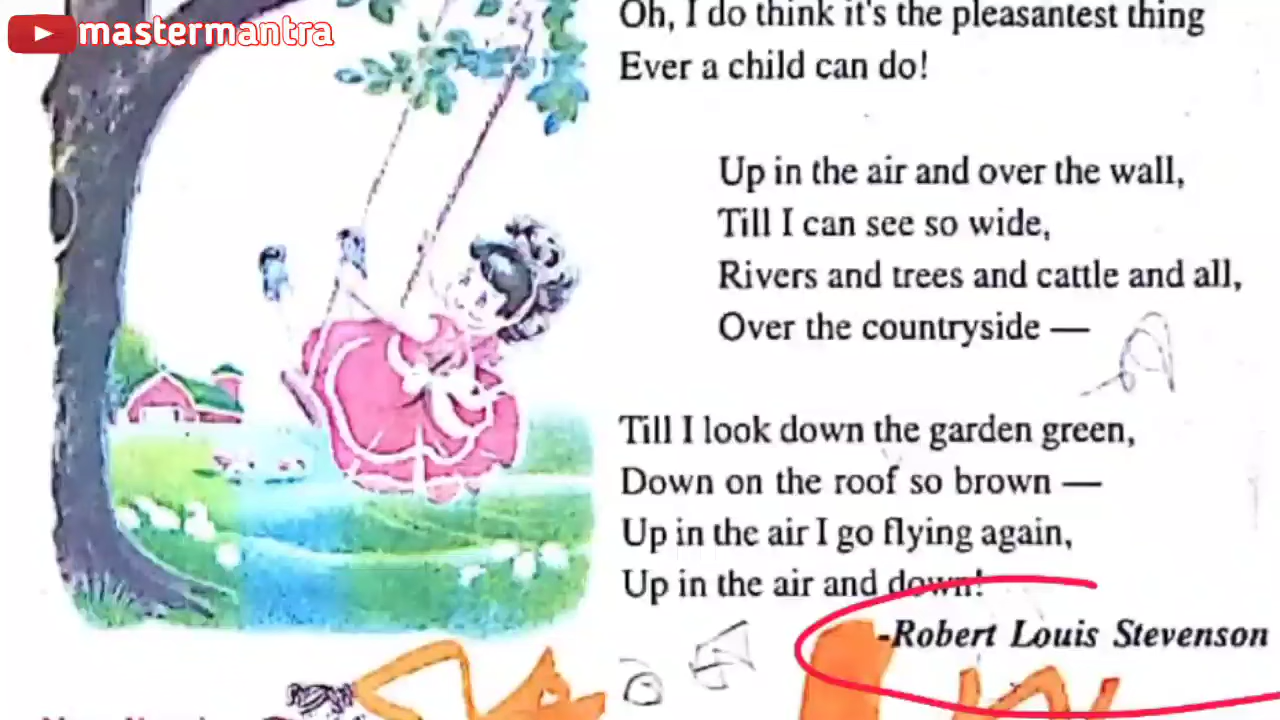 mastermantra
Oh, I do think it's the pleasantest thing
Ever a child can do!
Up in the air and over the wall,
Till I can see so wide,
Rivers and trees and cattle and all,
Over the countryside —
Till I look down the garden green,
Down on the roof so brown —
Up in the air I go flying again,
Up in the air and down!
-Robert Louis Stevenson